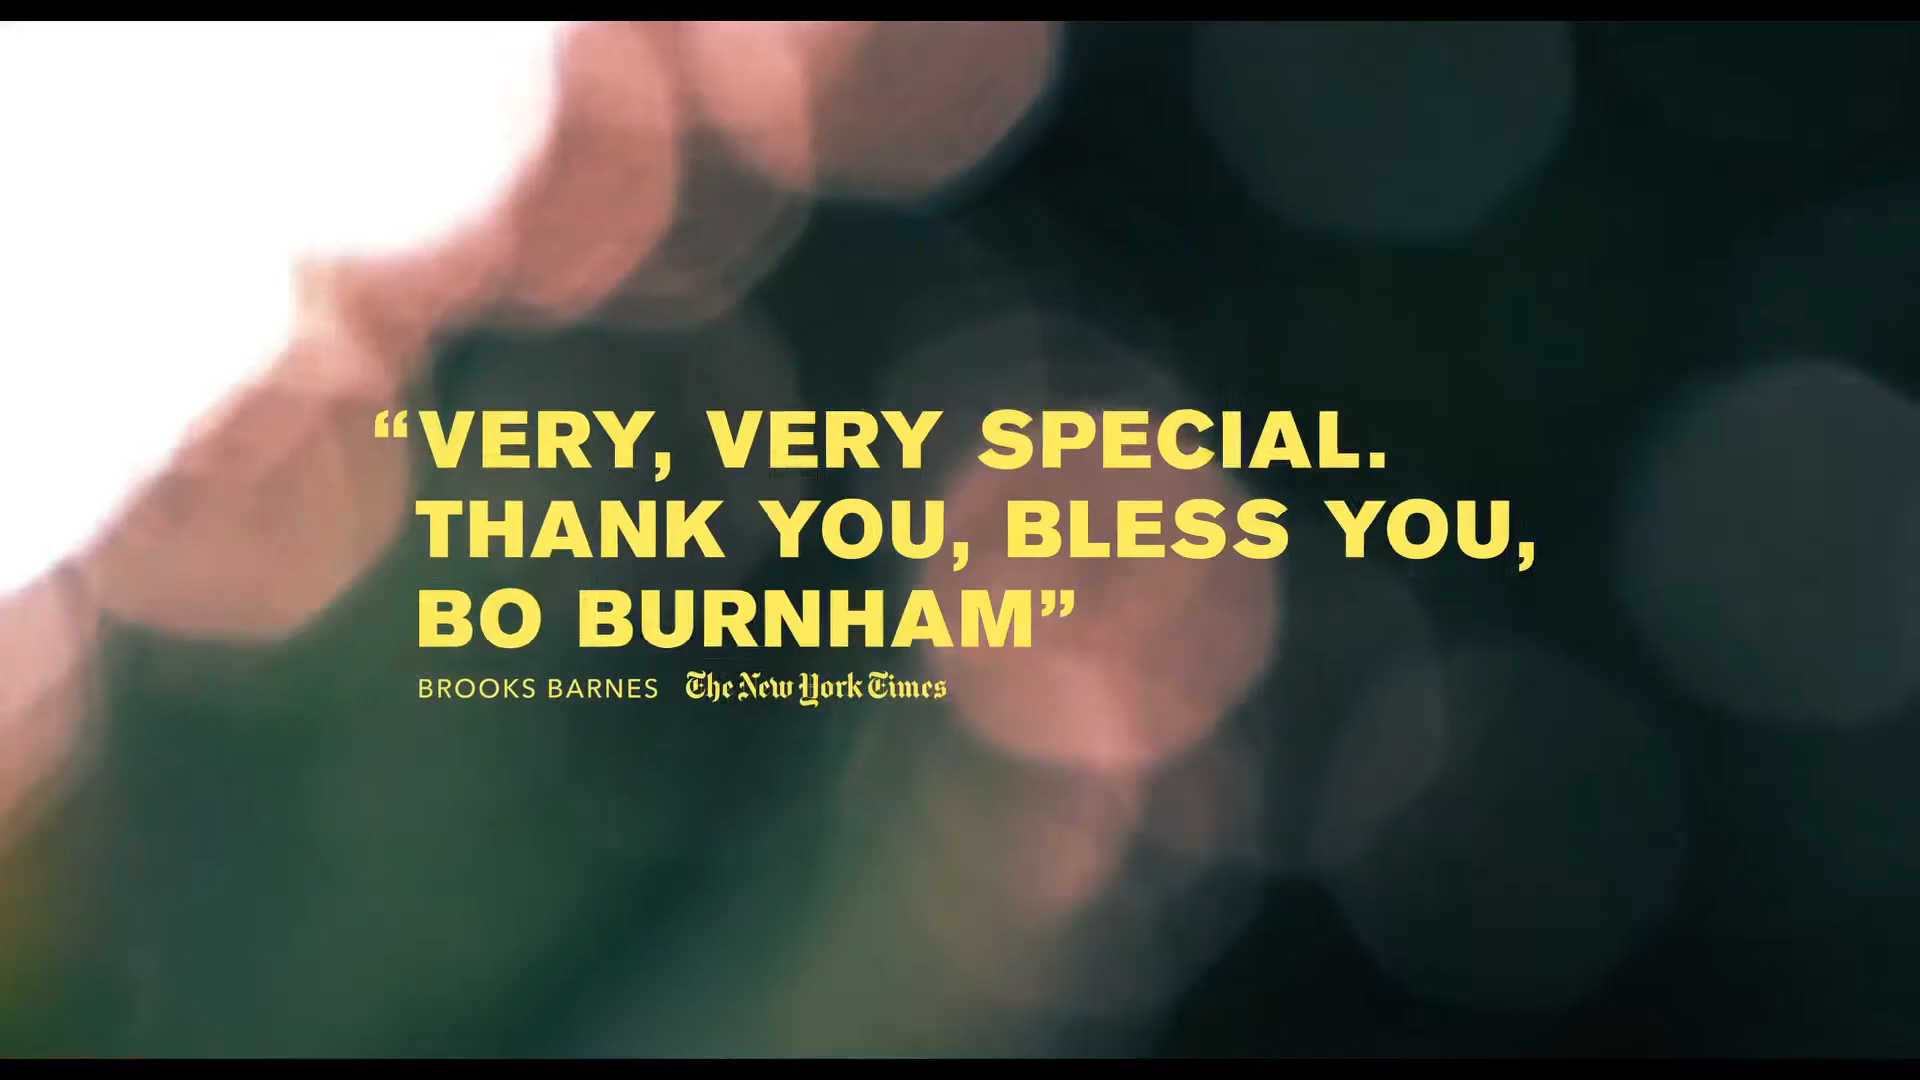 “VERY, VERY SPECIAL.
THANK YOU, BLESS YOU,
BO BURNHAM”
BROOKS BARNES The New York Times